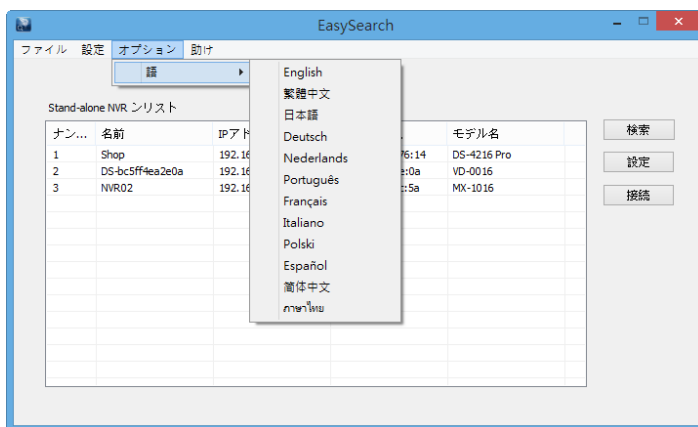 EasySearch
ファイル 設定 オプション 助け
語
English
繁體中文
日本語
Deutsch
Nederlands
Português
Français
Italiano
Polski
Español
简体中文
ภาษาไทย
Stand-alone NVR ンリスト
ナン... 名前 IPアド モデル名
1 Shop 192.16 76:14 DS-4216 Pro
2 DS-bc5ff4ea2e0a 192.16 e:0a VD-0016
3 NVR02 192.16 :5a MX-1016
検索
設定
接続